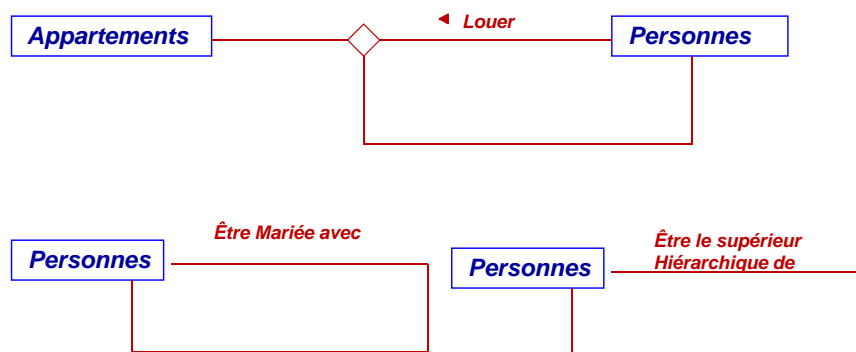 Appartements
Louer
Personnes
Personnes
Être Mariée avec
Personnes
Être le supérieur
Hiérarchique de